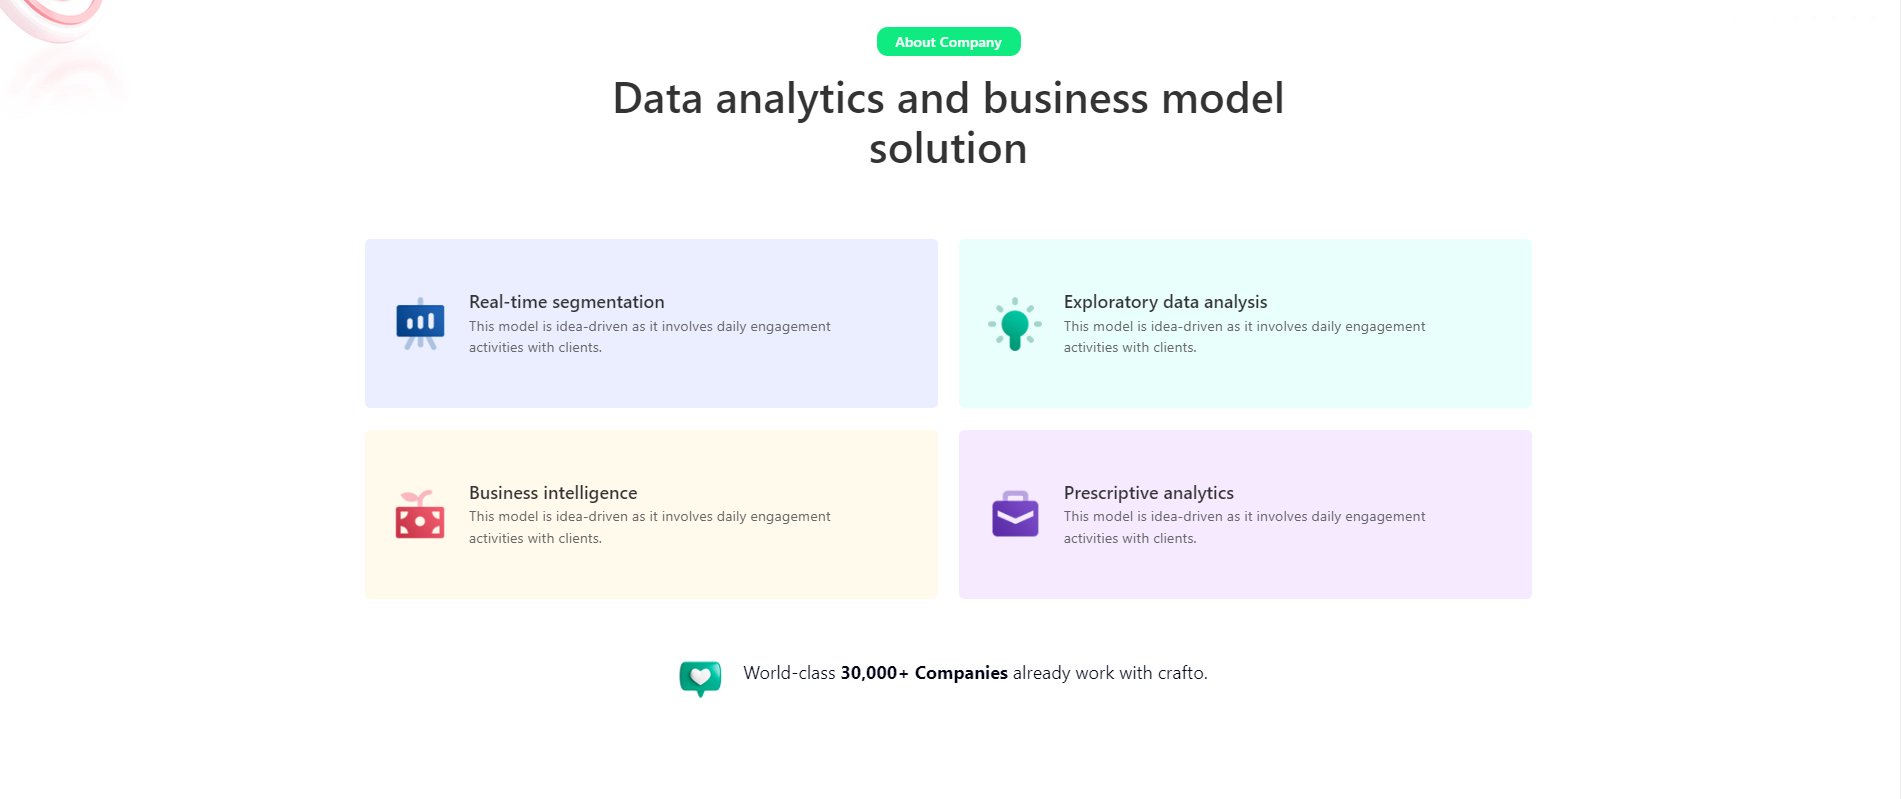 About Company
Data analytics and business model
solution
Real-time segmentation
This model is idea-driven as it involves daily engagement
activities with clients.
Exploratory data analysis
This model is idea-driven as it involves daily engagement
activities with clients.
Business intelligence
This model is idea-driven as it involves daily engagement
activities with clients.
Prescriptive analytics
This model is idea-driven as it involves daily engagement
activities with clients.
World-class 30,000+ Companies already work with crafto.